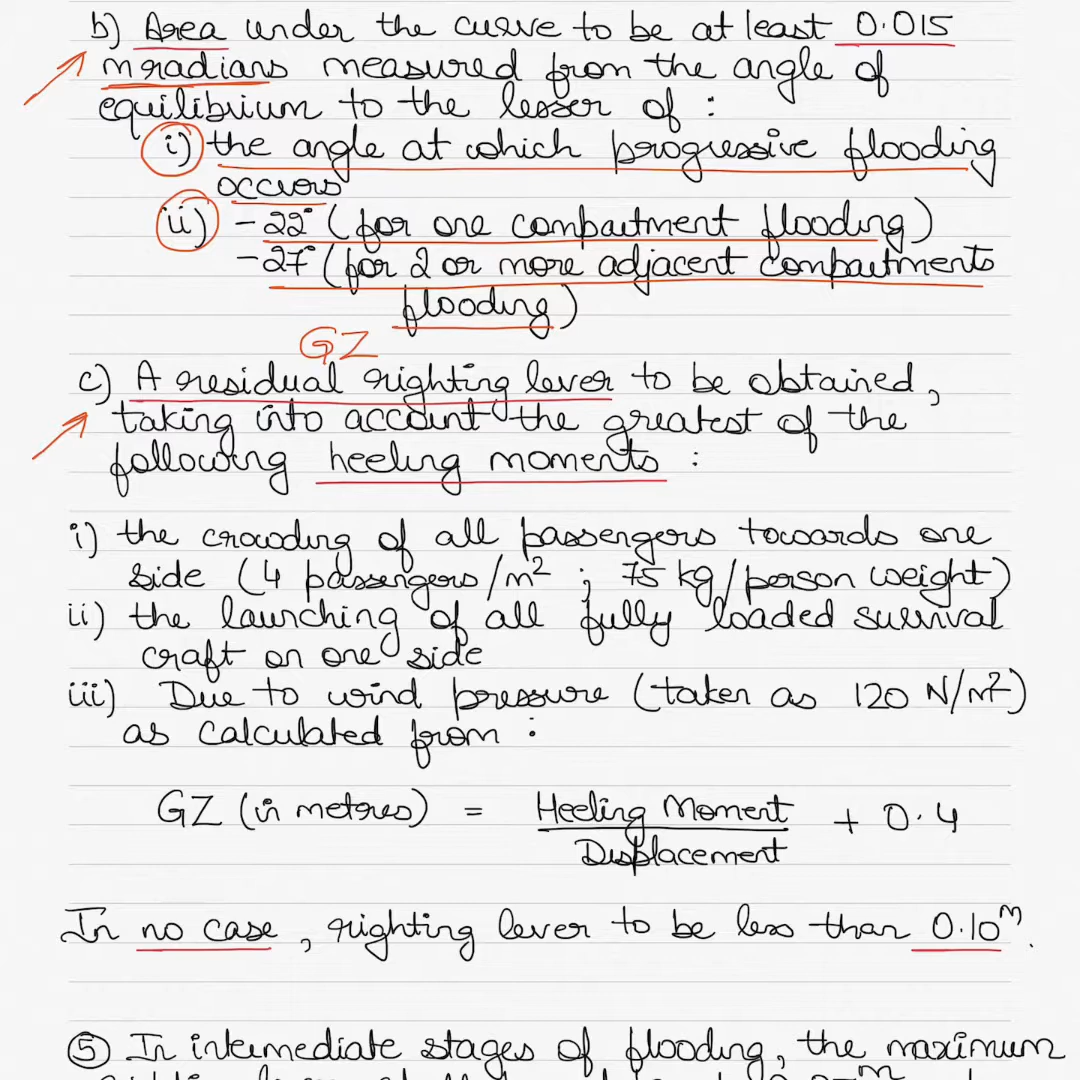 b) Area under the curve to be at least 0.015
mradians measured from the angle of
equilibrium to the lesser of :
i) the angle at which progressive flooding
occurs
ii) - 22° (for one compartment flooding)
- 27° (for 2 or more adjacent compartments
flooding)
GZ
c) A residual righting lever to be obtained,
taking into account the greatest of the
following heeling moments :
i) the crowding of all passengers towards one
side (4 passengers/m² ; 75 kg/person weight)
ii) the launching of all fully loaded survival
craft on one side
iii) Due to wind pressure (taken as 120 N/m²)
as calculated from :
GZ (in metres) = Heeling Moment / Displacement + 0.4
In no case, righting lever to be less than 0.10ᵐ.
⑤ In intermediate stages of flooding, the maximum